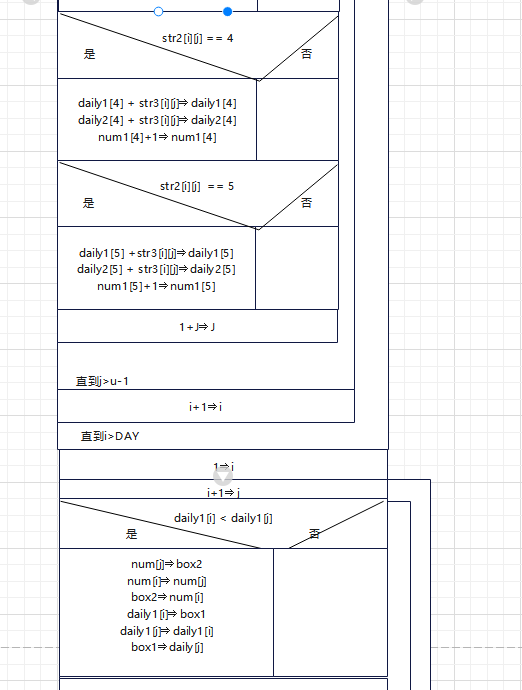 str2[i][j] == 4
是 否
daily1[4] + str3[i][j]⇒ daily1[4]
daily2[4] + str3[i][j]⇒ daily2[4]
num1[4]+1⇒ num1[4]
str2[i][j] == 5
是 否
daily1[5] +str3[i][j]⇒ daily1[5]
daily2[5] + str3[i][j]⇒ daily2[5]
num1[5]+1⇒ num1[5]
1+J⇒ J
直到j>u-1
i+1⇒ i
直到i>DAY
1⇒ i
i+1⇒ j
daily1[i] < daily1[j]
是 否
num[j]⇒ box2
num[i]⇒ num[j]
box2⇒ num[i]
daily1[i]⇒ box1
daily1[j]⇒ daily1[i]
box1⇒ daily[j]